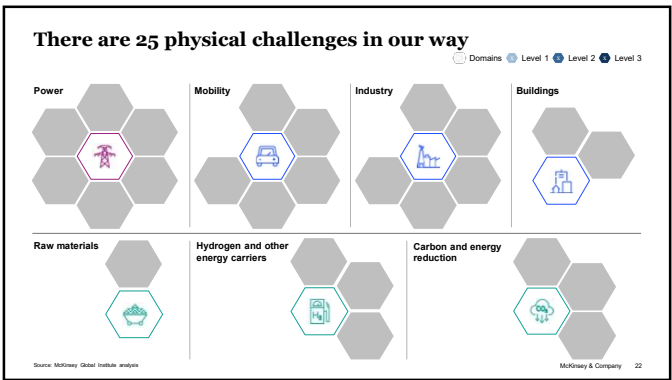 There are 25 physical challenges in our way
Domains
x Level 1
x Level 2
x Level 3
Power
Mobility
Industry
Buildings
Raw materials
Hydrogen and other
energy carriers
Carbon and energy
reduction
Source: McKinsey Global Institute analysis
McKinsey & Company 22